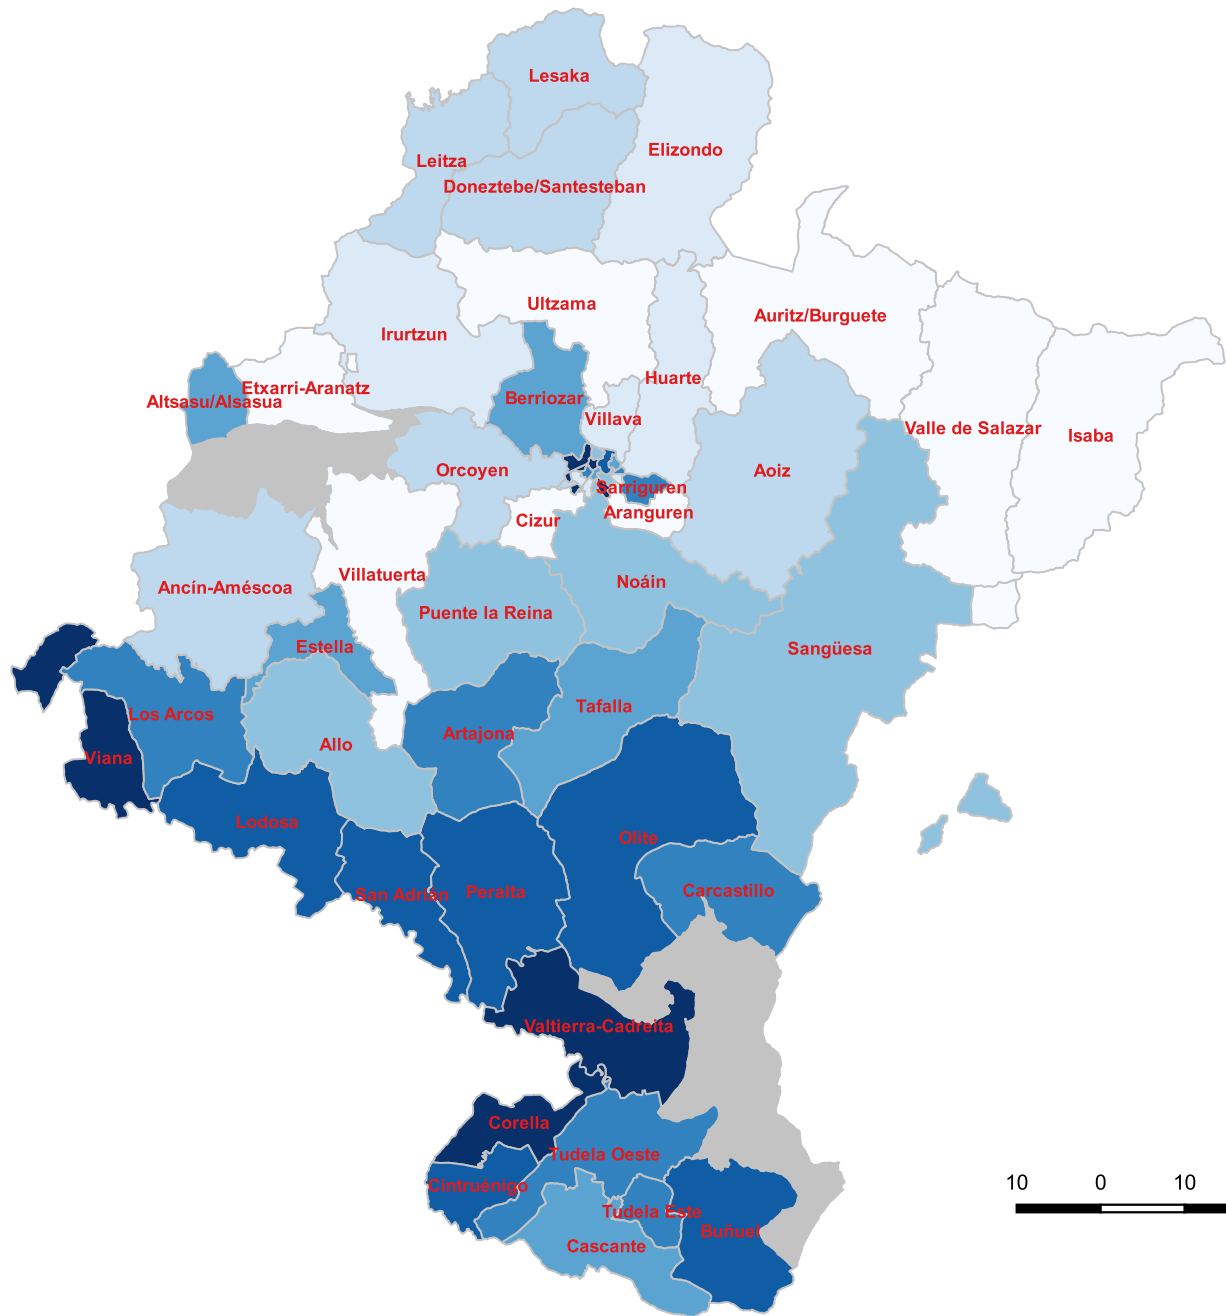 Lesaka
Elizondo
Leitza
Doneztebe/Santesteban
Ultzama
Auritz/Burguete
Irurtzun
Huarte
Etxarri-Aranatz
Altsasu/Alsasua
Berriozar
Villava
Valle de Salazar
Isaba
Orcoyen
Aoiz
Sarriguren
Aranguren
Cizur
Villatuerta
Noáin
Ancín-Améscoa
Puente la Reina
Estella
Sangüesa
Tafalla
Los Arcos
Artajona
Allo
Viana
Lodosa
Olite
San Adrián
Peralta
Carcastillo
Valtierra-Cadreita
Corella
Tudela Oeste
Cintruénigo
10 0 10
Tudela Este
Buñuel
Cascante